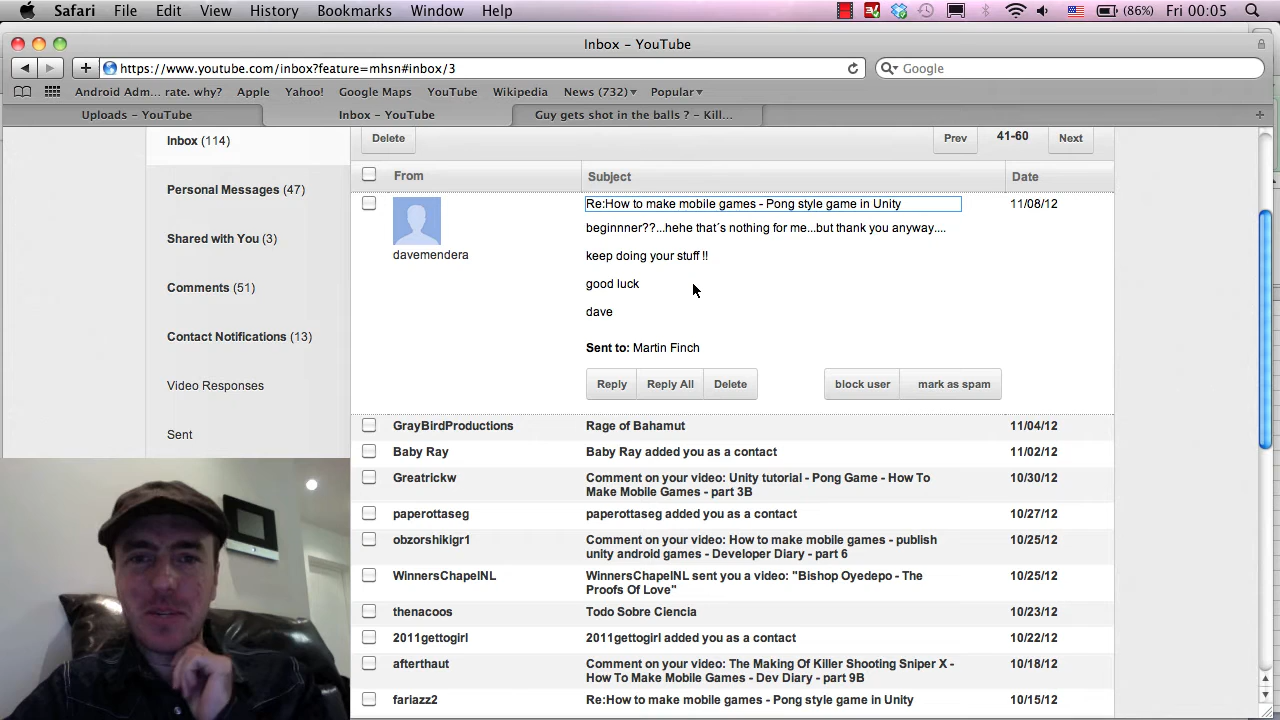 Safari File Edit View History Bookmarks Window Help (86%) Fri 00:05
Inbox – YouTube
https://www.youtube.com/inbox?feature=mhsn#inbox/3 Google
Android Adm... rate. why? Apple Yahoo! Google Maps YouTube Wikipedia News (732) Popular
Uploads – YouTube Inbox – YouTube Guy gets shot in the balls ? – Kill...
Inbox (114)
Personal Messages (47)
Shared with You (3)
Comments (51)
Contact Notifications (13)
Video Responses
Sent
Delete Prev 41-60 Next
From Subject Date
Re:How to make mobile games - Pong style game in Unity 11/08/12
davemendera
beginnner??...hehe that´s nothing for me...but thank you anyway....
keep doing your stuff !!
good luck
dave
Sent to: Martin Finch
Reply Reply All Delete block user mark as spam
GrayBirdProductions Rage of Bahamut 11/04/12
Baby Ray Baby Ray added you as a contact 11/02/12
Greatrickw Comment on your video: Unity tutorial - Pong Game - How To 10/30/12
Make Mobile Games - part 3B
paperottaseg paperottaseg added you as a contact 10/27/12
obzorshikigr1 Comment on your video: How to make mobile games - publish 10/25/12
unity android games - Developer Diary - part 6
WinnersChapelNL WinnersChapelNL sent you a video: "Bishop Oyedepo - The 10/25/12
Proofs Of Love"
thenacoos Todo Sobre Ciencia 10/23/12
2011gettogirl 2011gettogirl added you as a contact 10/22/12
afterthaut Comment on your video: The Making Of Killer Shooting Sniper X - 10/18/12
How To Make Mobile Games - Dev Diary - part 9B
fariazz2 Re:How to make mobile games - Pong style game in Unity 10/15/12